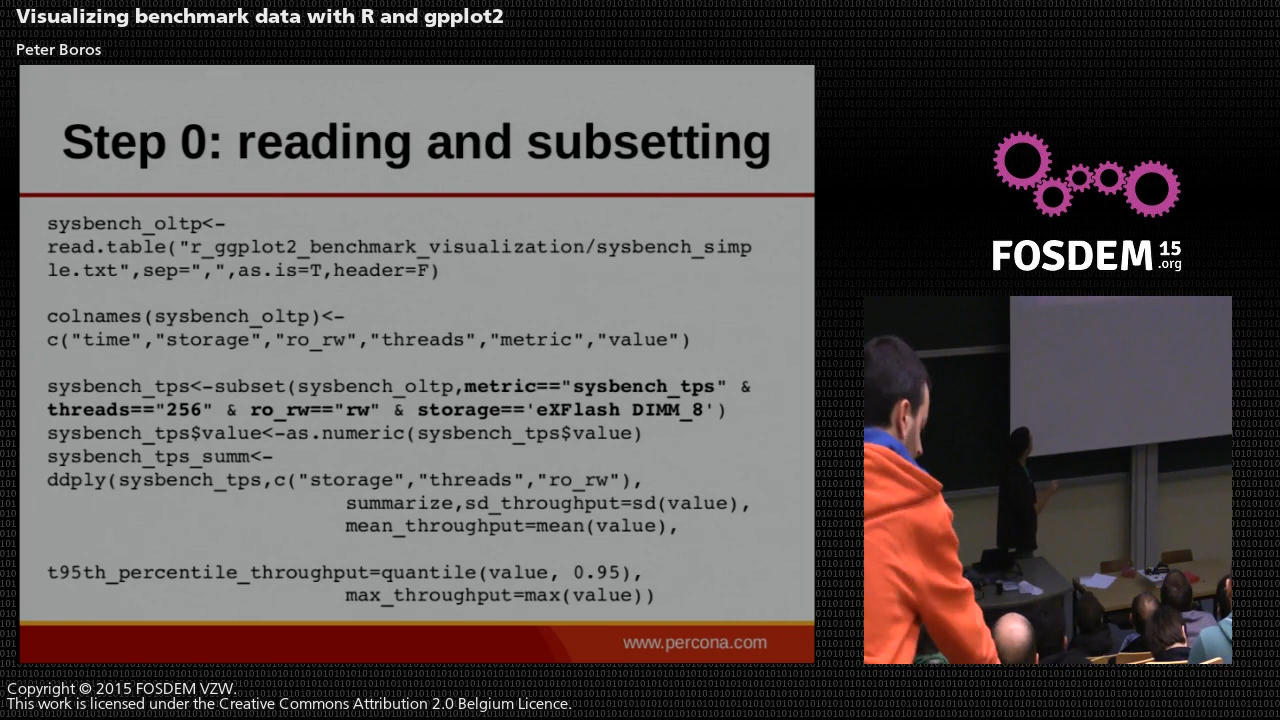 Visualizing benchmark data with R and gpplot2
Peter Boros
Step 0: reading and subsetting
sysbench_oltp<-
read.table("r_ggplot2_benchmark_visualization/sysbench_simp
le.txt",sep=",",as.is=T,header=F)
colnames(sysbench_oltp)<-
c("time","storage","ro_rw","threads","metric","value")
sysbench_tps<-subset(sysbench_oltp,metric=="sysbench_tps" &
threads=="256" & ro_rw=="rw" & storage=='eXFlash DIMM_8')
sysbench_tps$value<-as.numeric(sysbench_tps$value)
sysbench_tps_summ<-
ddply(sysbench_tps,c("storage","threads","ro_rw"),
summarize,sd_throughput=sd(value),
mean_throughput=mean(value),
t95th_percentile_throughput=quantile(value, 0.95),
max_throughput=max(value))
www.percona.com
FOSDEM 15
.org
Copyright © 2015 FOSDEM VZW.
This work is licensed under the Creative Commons Attribution 2.0 Belgium Licence.